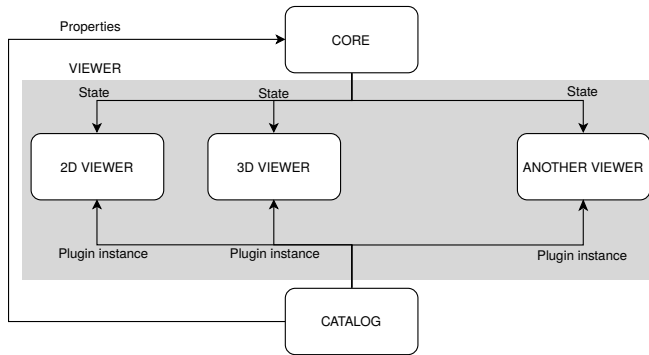 Properties
CORE
VIEWER
State
State
State
2D VIEWER
3D VIEWER
ANOTHER VIEWER
Plugin instance
Plugin instance
Plugin instance
CATALOG